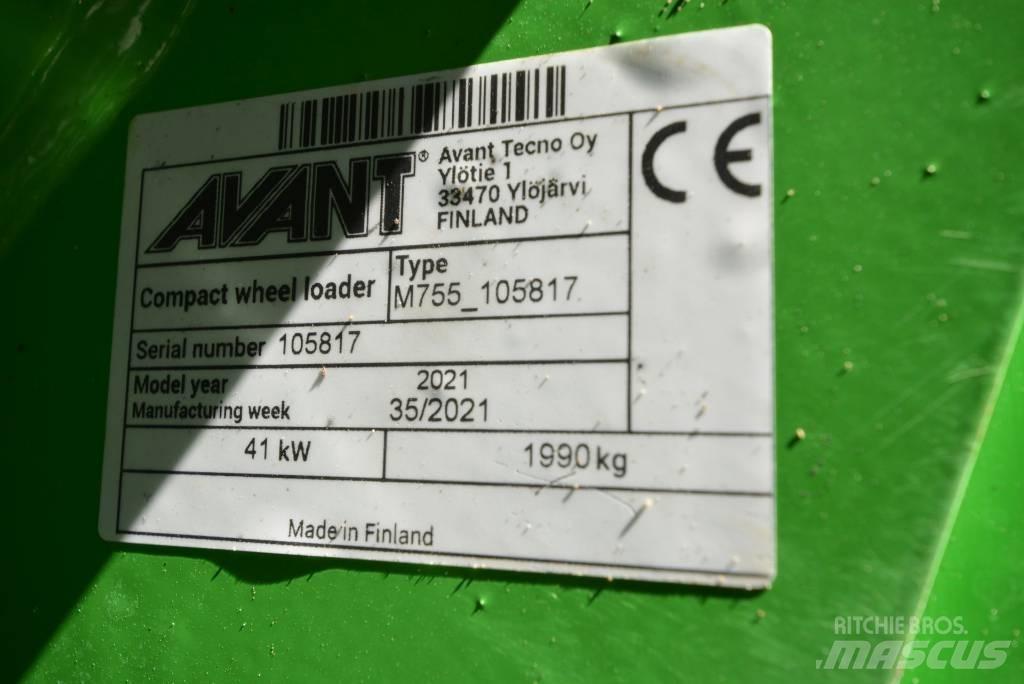 AVANT®
Avant Tecno Oy
Ylötie 1
33470 Ylöjärvi
FINLAND
CE
Compact wheel loader
Type
M755_105817
Serial number 105817
Model year 2021
Manufacturing week 35/2021
41 kW
1990 kg
Made in Finland
RITCHIE BROS.
MASCUS